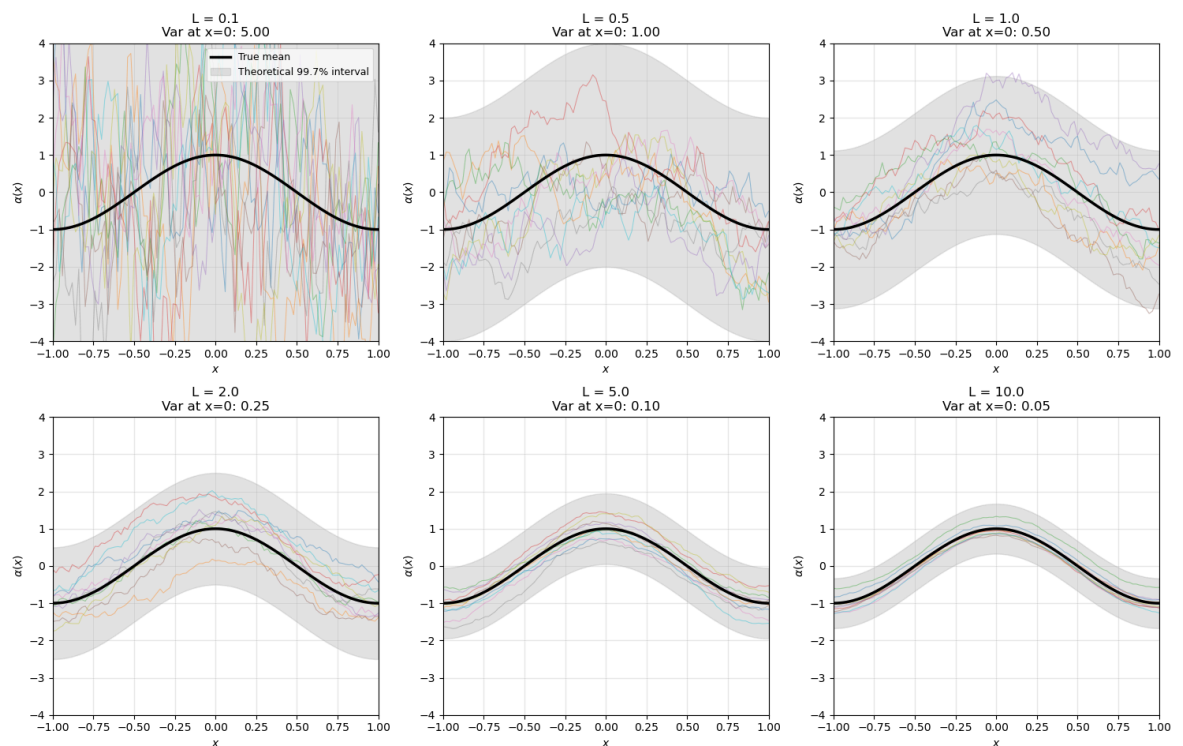 L = 0.1
Var at x=0: 5.00
4
3
2
1
0
−1
−2
−3
−4
α(x)
True mean
Theoretical 99.7% interval
−1.00 −0.75 −0.50 −0.25 0.00 0.25 0.50 0.75 1.00
x
L = 0.5
Var at x=0: 1.00
4
3
2
1
0
−1
−2
−3
−4
α(x)
−1.00 −0.75 −0.50 −0.25 0.00 0.25 0.50 0.75 1.00
x
L = 1.0
Var at x=0: 0.50
4
3
2
1
0
−1
−2
−3
−4
α(x)
−1.00 −0.75 −0.50 −0.25 0.00 0.25 0.50 0.75 1.00
x
L = 2.0
Var at x=0: 0.25
4
3
2
1
0
−1
−2
−3
−4
α(x)
−1.00 −0.75 −0.50 −0.25 0.00 0.25 0.50 0.75 1.00
x
L = 5.0
Var at x=0: 0.10
4
3
2
1
0
−1
−2
−3
−4
α(x)
−1.00 −0.75 −0.50 −0.25 0.00 0.25 0.50 0.75 1.00
x
L = 10.0
Var at x=0: 0.05
4
3
2
1
0
−1
−2
−3
−4
α(x)
−1.00 −0.75 −0.50 −0.25 0.00 0.25 0.50 0.75 1.00
x